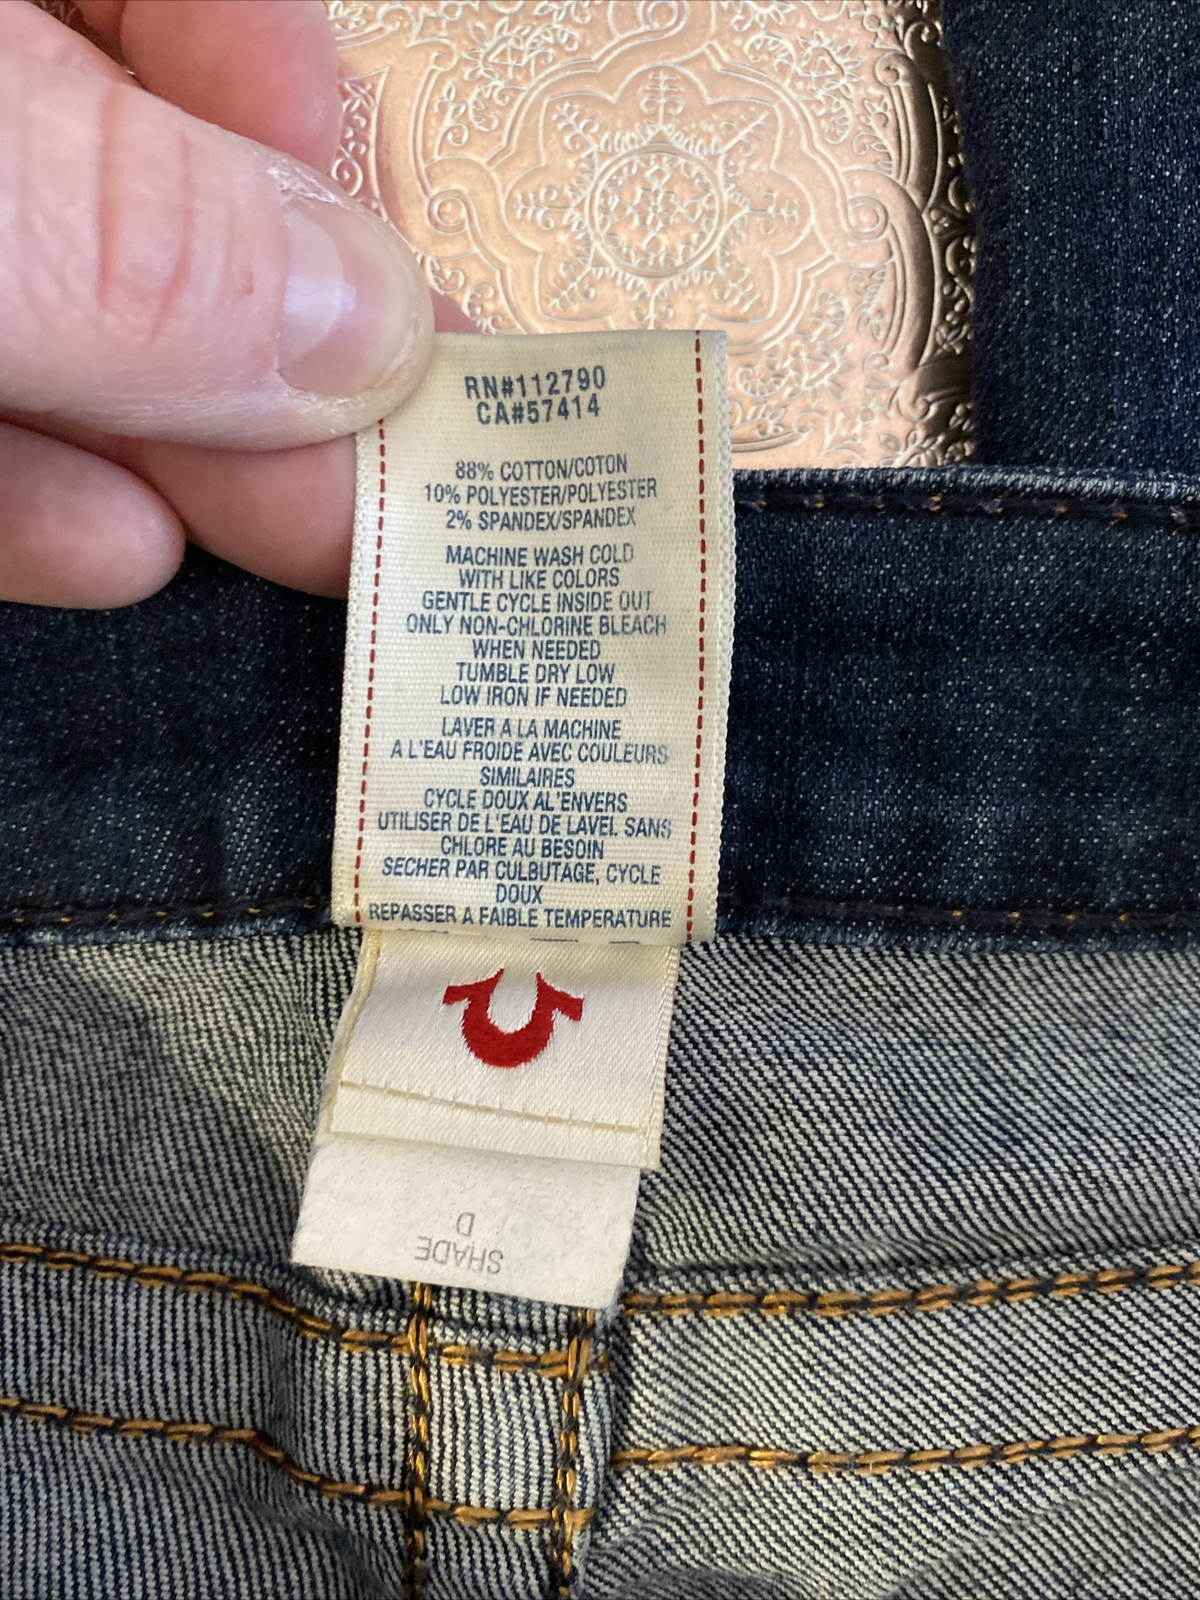 RN#112790
CA#57414
88% COTTON/COTON
10% POLYESTER/POLYESTER
2% SPANDEX/SPANDEX
MACHINE WASH COLD
WITH LIKE COLORS
GENTLE CYCLE INSIDE OUT
ONLY NON-CHLORINE BLEACH
WHEN NEEDED
TUMBLE DRY LOW
LOW IRON IF NEEDED
LAVER A LA MACHINE
A L'EAU FROIDE AVEC COULEURS
SIMILAIRES
CYCLE DOUX AL'ENVERS
UTILISER DE L'EAU DE LAVEL SANS
CHLORE AU BESOIN
SECHER PAR CULBUTAGE, CYCLE
DOUX
REPASSER A FAIBLE TEMPERATURE
SHADE
D